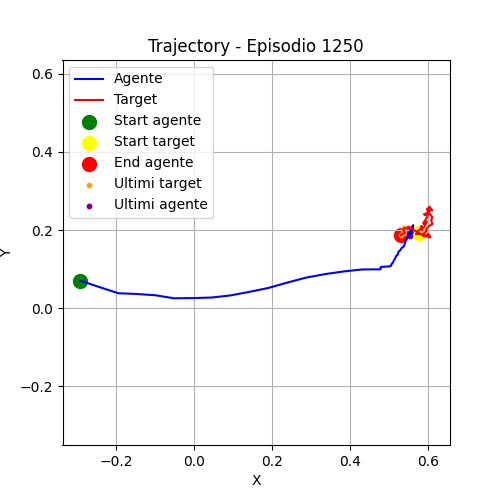 Trajectory - Episodio 1250
Agente
Target
Start agente
Start target
End agente
Ultimi target
Ultimi agente
0.6
0.4
0.2
0.0
−0.2
Y
−0.2
0.0
0.2
0.4
0.6
X